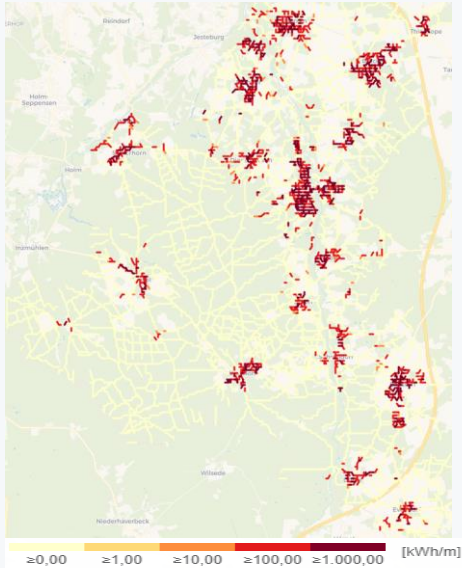 Reindorf
Jesteburg
Holm-
Seppensen
Holm
Inzmühlen
Wilsede
Niederhaverbeck
≥0,00 ≥1,00 ≥10,00 ≥100,00 ≥1.000,00 [kWh/m]